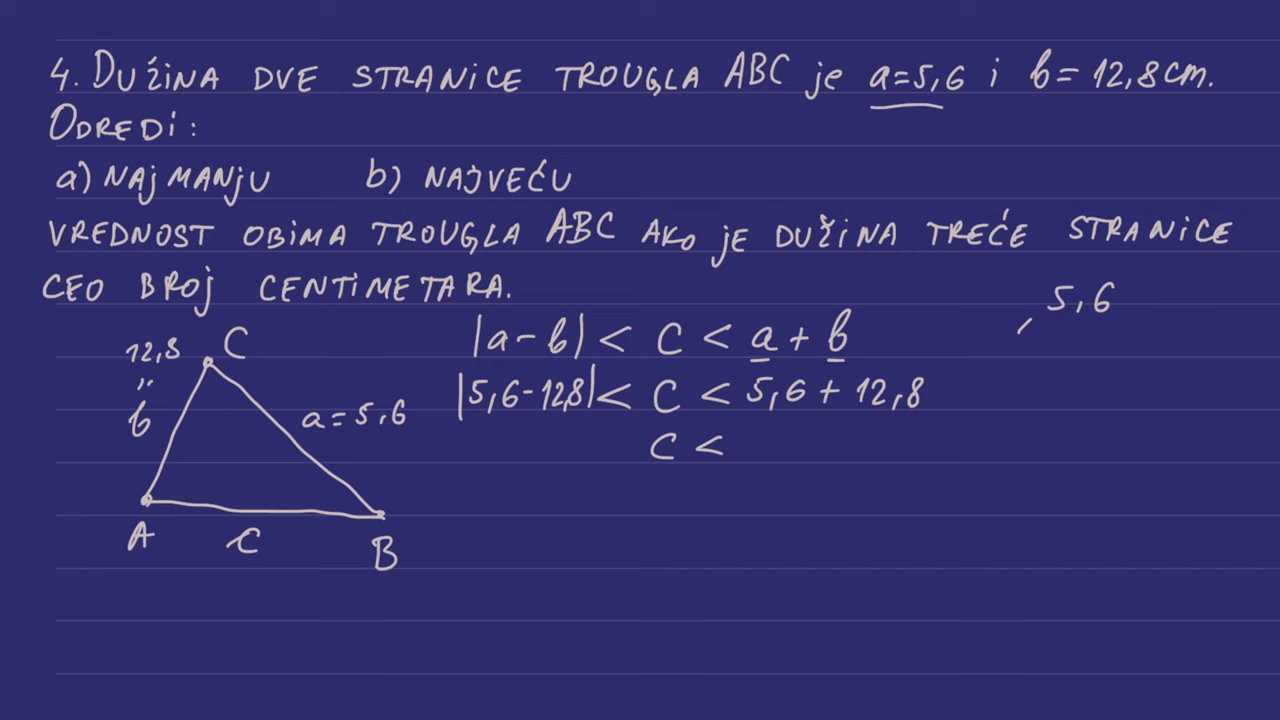 4. DUŽINA DVE STRANICE TROUGLA ABC je a=5,6 i b=12,8cm.
ODREDI:
a) NAJMANJU b) NAJVEĆU
VREDNOST OBIMA TROUGLA ABC AKO JE DUŽINA TREĆE STRANICE
CEO BROJ CENTIMETARA.
5,6
12,8 C |a-b| < C < a + b
b a=5,6 |5,6-12,8| < C < 5,6 + 12,8
C <
A c B